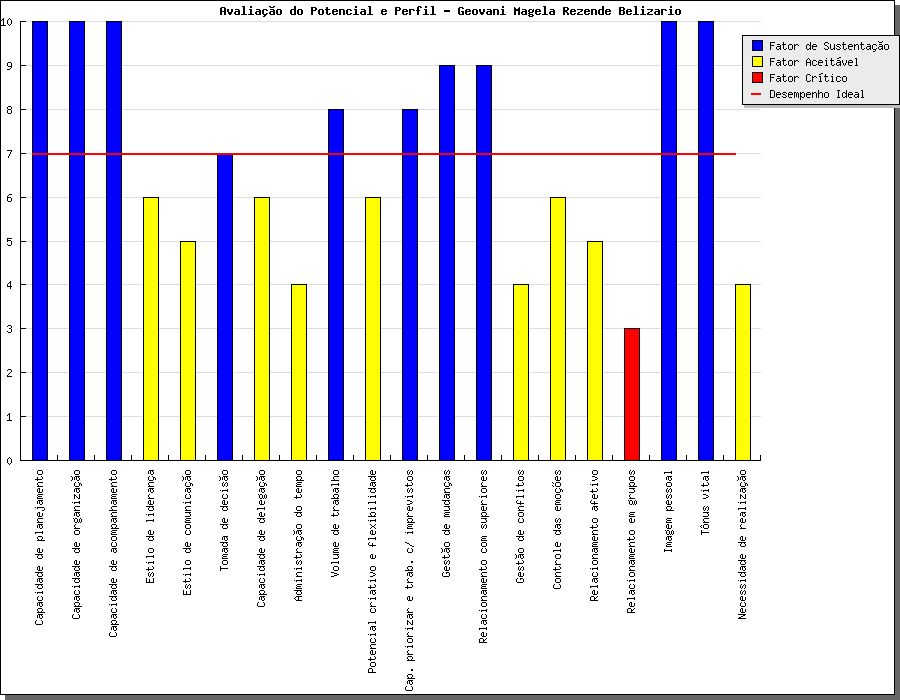 Avaliação do Potencial e Perfil - Geovani Magela Rezende Belizario
10
9
8
7
6
5
4
3
2
1
0
Fator de Sustentação
Fator Aceitável
Fator Crítico
Desempenho Ideal
Capacidade de planejamento
Capacidade de organização
Capacidade de acompanhamento
Estilo de liderança
Estilo de comunicação
Tomada de decisão
Capacidade de delegação
Administração do tempo
Volume de trabalho
Potencial criativo e flexibilidade
Cap. priorizar e trab. c/ imprevistos
Gestão de mudanças
Relacionamento com superiores
Gestão de conflitos
Controle das emoções
Relacionamento afetivo
Relacionamento em grupos
Imagem pessoal
Tônus vital
Necessidade de realização